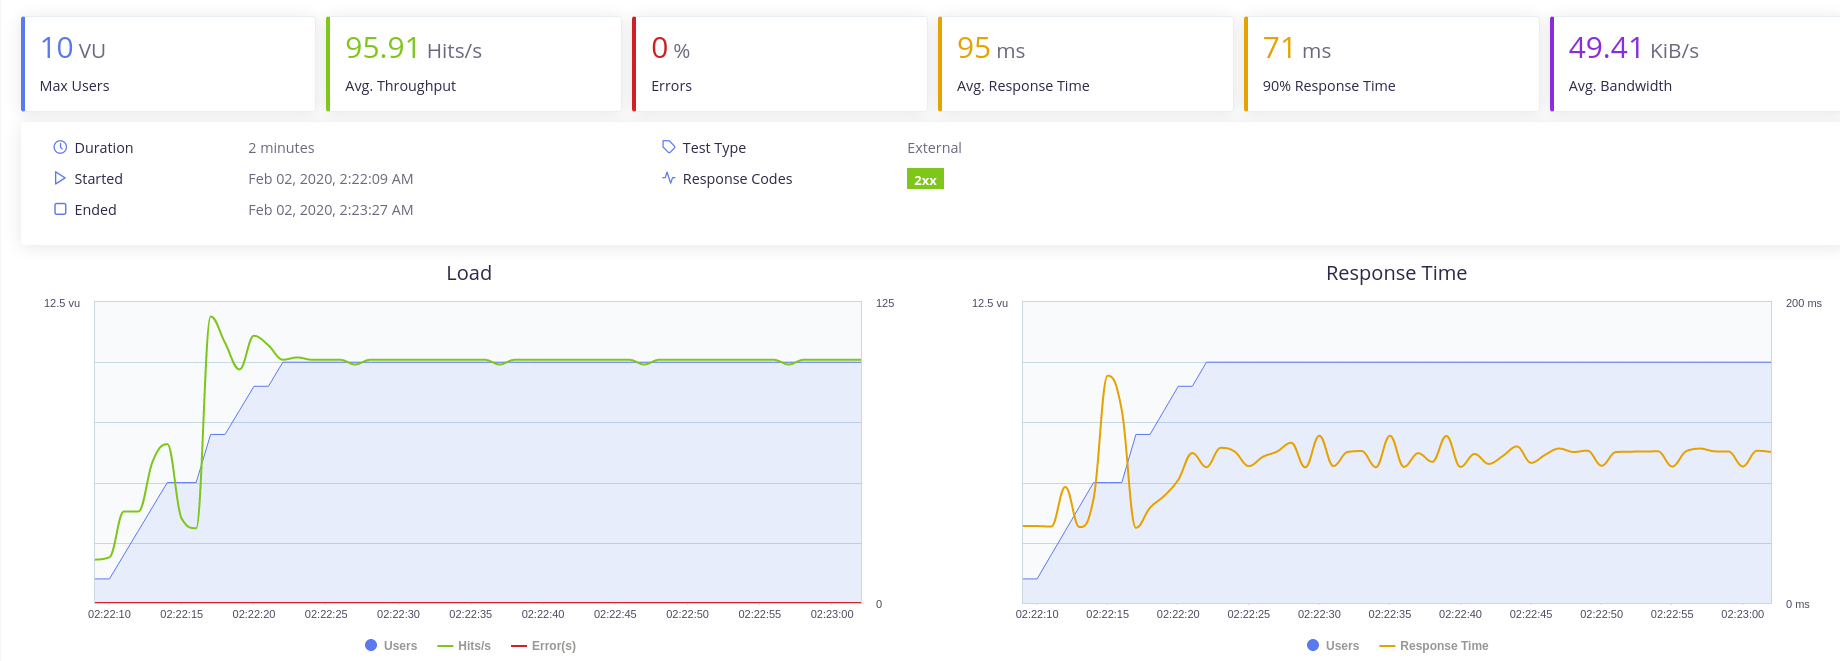 10 VU
Max Users
95.91 Hits/s
Avg. Throughput
0 %
Errors
95 ms
Avg. Response Time
71 ms
90% Response Time
49.41 KiB/s
Avg. Bandwidth
Duration 2 minutes
Test Type External
Started Feb 02, 2020, 2:22:09 AM
Response Codes 2xx
Ended Feb 02, 2020, 2:23:27 AM
Load
12.5 vu 125
0
02:22:10 02:22:15 02:22:20 02:22:25 02:22:30 02:22:35 02:22:40 02:22:45 02:22:50 02:22:55 02:23:00
Users Hits/s Error(s)
Response Time
12.5 vu 200 ms
0 ms
02:22:10 02:22:15 02:22:20 02:22:25 02:22:30 02:22:35 02:22:40 02:22:45 02:22:50 02:22:55 02:23:00
Users Response Time